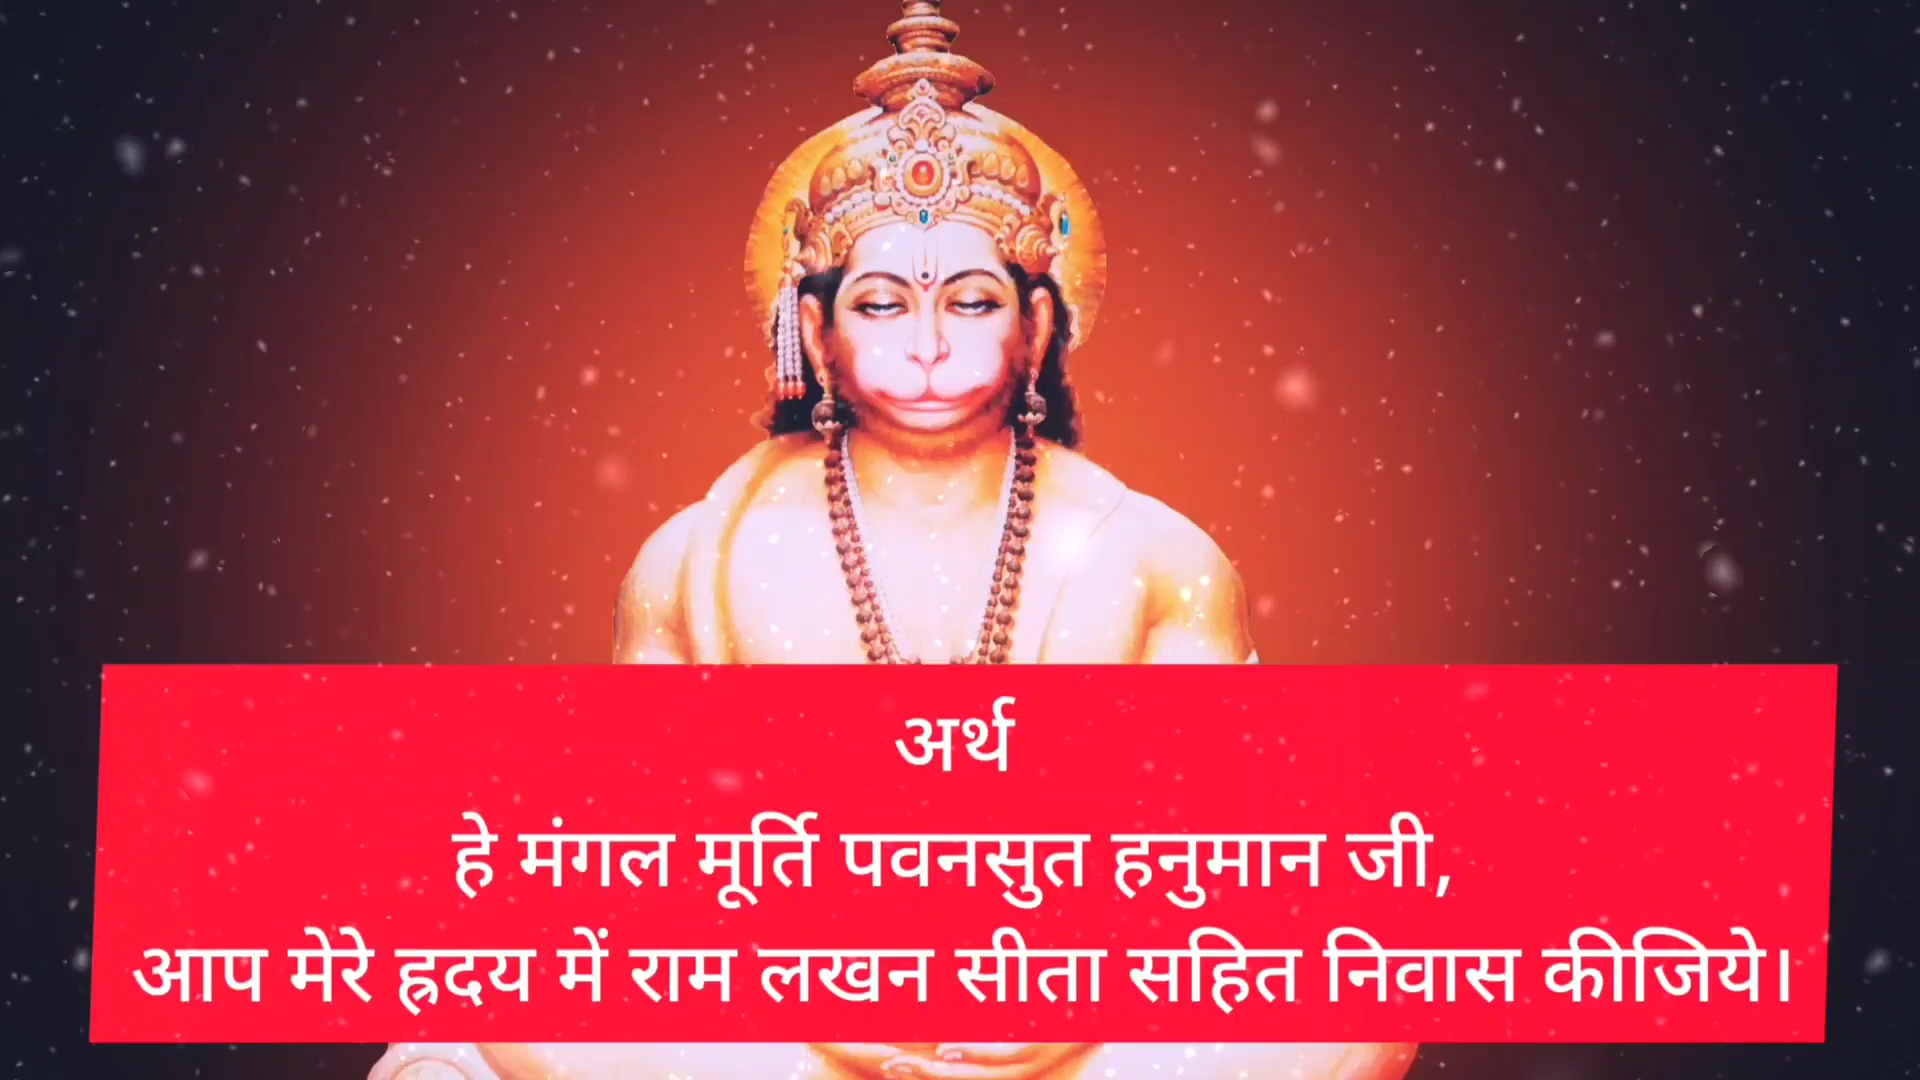 अर्थ
हे मंगल मूर्ति पवनसुत हनुमान जी,
आप मेरे ह्रदय में राम लखन सीता सहित निवास कीजिये।